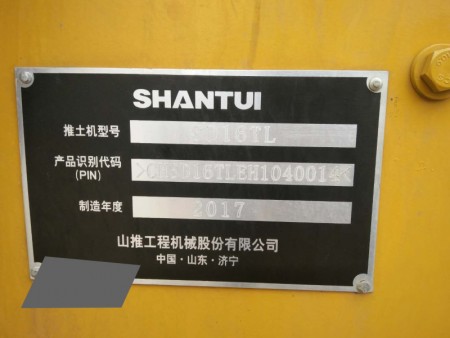 SHANTUI
推土机型号
产品识别代码
(PIN)
制造年度 2017
山推工程机械股份有限公司
中国·山东·济宁